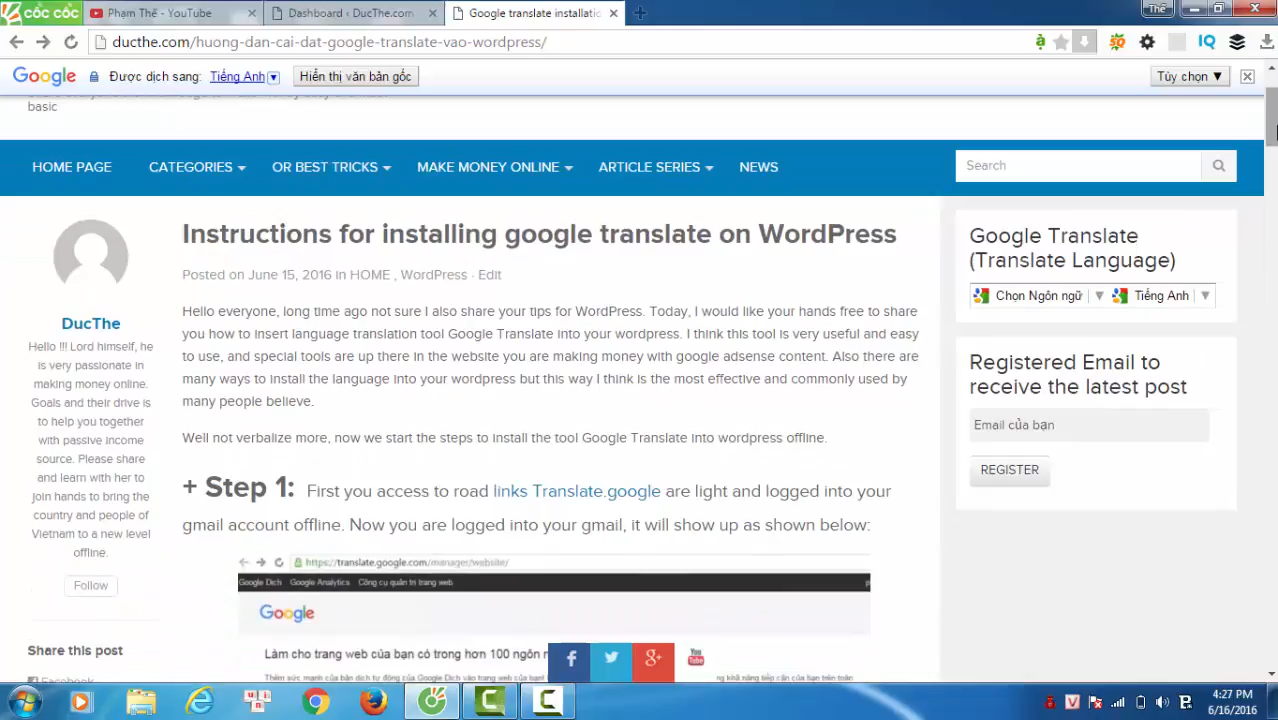 cốc cốc
Phạm Thế - YouTube
Dashboard ‹ DucThe.com
Google translate installatic
Thế
ducthe.com/huong-dan-cai-dat-google-translate-vao-wordpress/
Google Được dịch sang: Tiếng Anh Hiển thị văn bản gốc Tùy chọn ▼
basic
HOME PAGE CATEGORIES OR BEST TRICKS MAKE MONEY ONLINE ARTICLE SERIES NEWS
Search
DucThe
Hello !!! Lord himself, he
is very passionate in
making money online.
Goals and their drive is
to help you together
with passive income
source. Please share
and learn with her to
join hands to bring the
country and people of
Vietnam to a new level
offline.
Follow
Share this post
Facebook
Instructions for installing google translate on WordPress
Posted on June 15, 2016 in HOME , WordPress · Edit
Hello everyone, long time ago not sure I also share your tips for WordPress. Today, I would like your hands free to share
you how to insert language translation tool Google Translate into your wordpress. I think this tool is very useful and easy
to use, and special tools are up there in the website you are making money with google adsense content. Also there are
many ways to install the language into your wordpress but this way I think is the most effective and commonly used by
many people believe.
Well not verbalize more, now we start the steps to install the tool Google Translate into wordpress offline.
+ Step 1: First you access to road links Translate.google are light and logged into your
gmail account offline. Now you are logged into your gmail, it will show up as shown below:
https://translate.google.com/manager/website/
Google Dịch Google Analytics Công cụ quản trị trang web
Google
Làm cho trang web của bạn có trong hơn 100 ngôn n
Google Translate
(Translate Language)
Chọn Ngôn ngữ Tiếng Anh
Registered Email to
receive the latest post
Email của bạn
REGISTER
You Tube
4:27 PM
6/16/2016